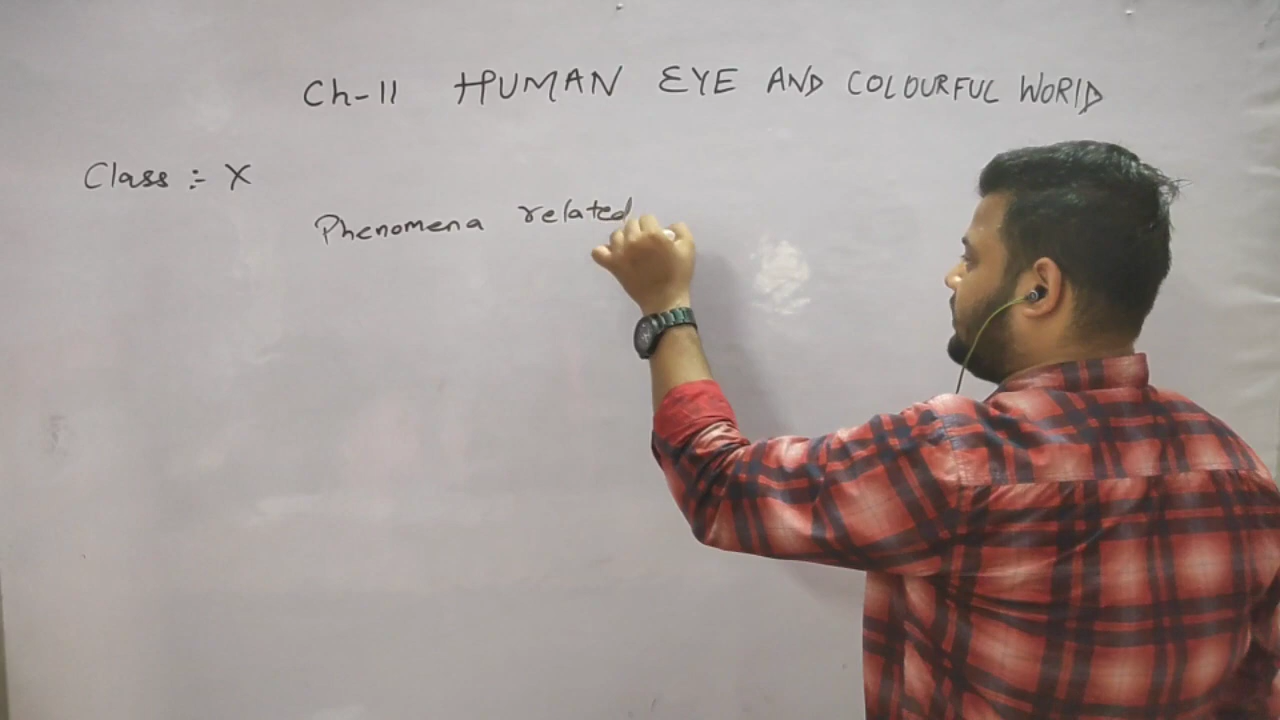 Ch-11 HUMAN EYE AND COLOURFUL WORLD
Class :- X
Phenomena related